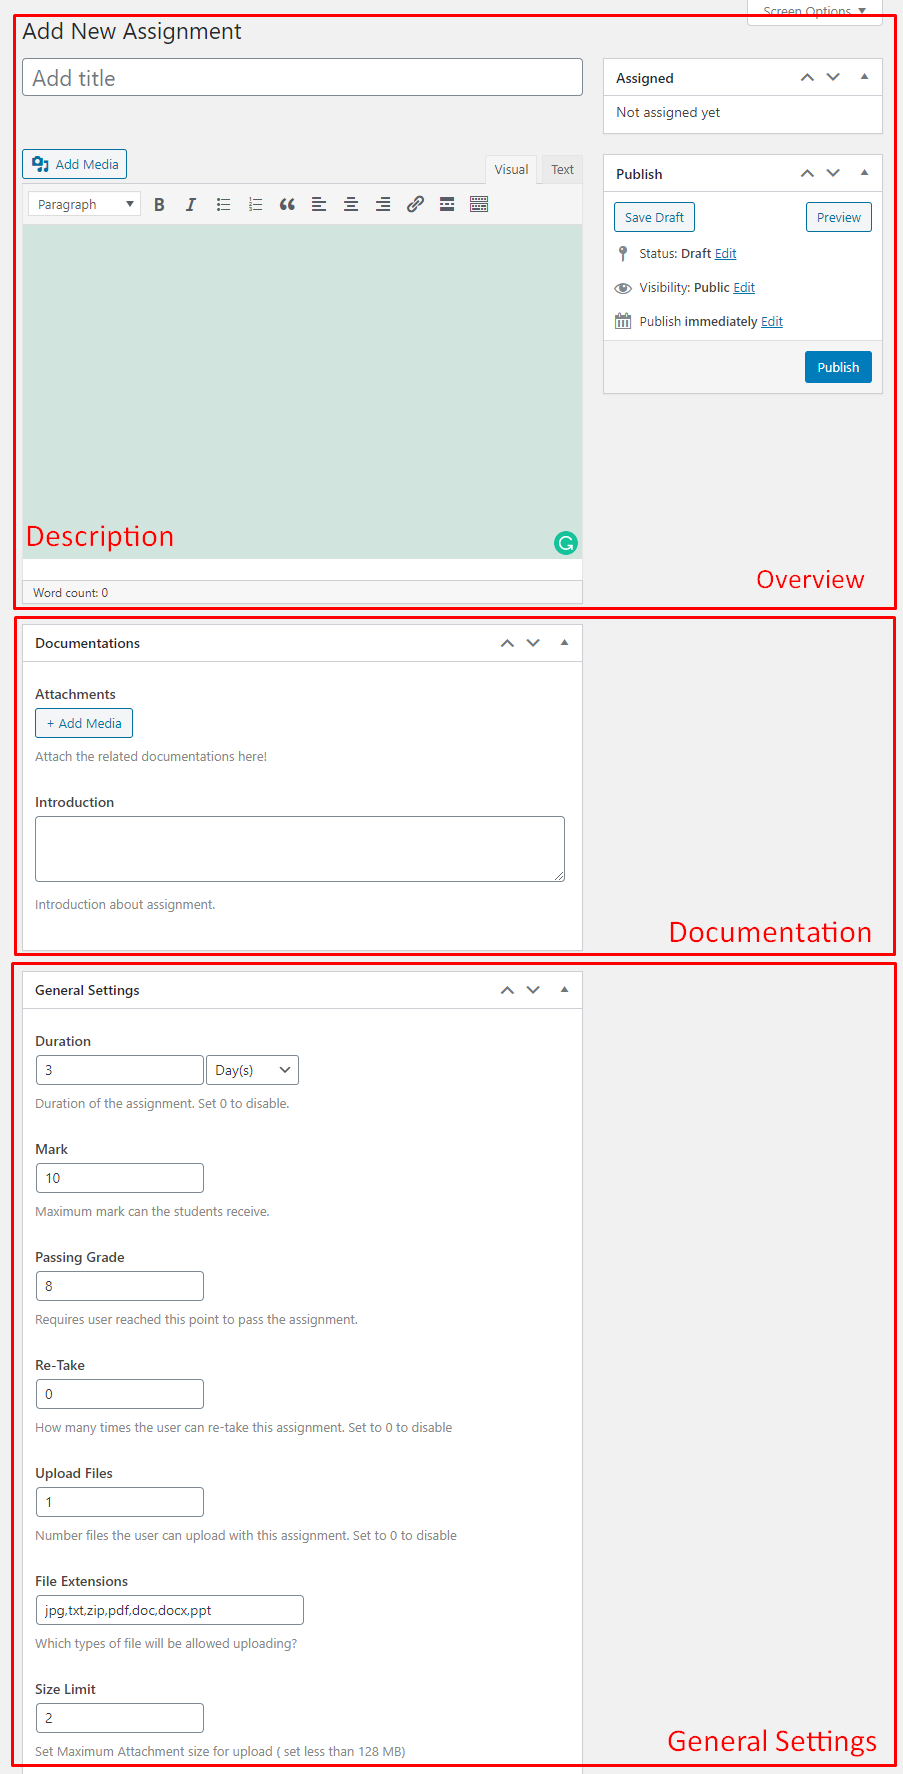 Screen Options
Add New Assignment
Add title
Assigned
Not assigned yet
Add Media
Visual Text
Paragraph B I
Publish
Save Draft Preview
Status: Draft Edit
Visibility: Public Edit
Publish immediately Edit
Publish
Description
Overview
Word count: 0
Documentations
Attachments
+ Add Media
Attach the related documentations here!
Introduction
Introduction about assignment.
Documentation
General Settings
Duration
3 Day(s)
Duration of the assignment. Set 0 to disable.
Mark
10
Maximum mark can the students receive.
Passing Grade
8
Requires user reached this point to pass the assignment.
Re-Take
0
How many times the user can re-take this assignment. Set to 0 to disable
Upload Files
1
Number files the user can upload with this assignment. Set to 0 to disable
File Extensions
jpg,txt,zip,pdf,doc,docx,ppt
Which types of file will be allowed uploading?
Size Limit
2
Set Maximum Attachment size for upload ( set less than 128 MB)
General Settings